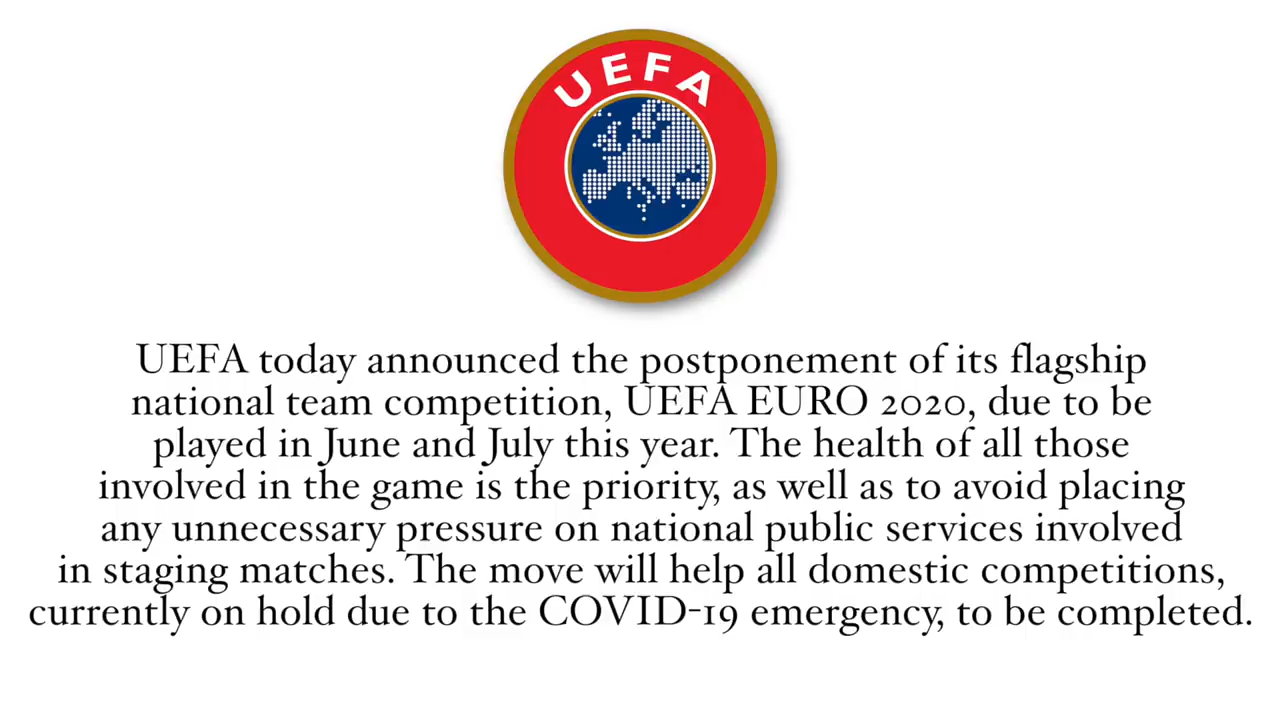 UEFA
UEFA today announced the postponement of its flagship
national team competition, UEFA EURO 2020, due to be
played in June and July this year. The health of all those
involved in the game is the priority, as well as to avoid placing
any unnecessary pressure on national public services involved
in staging matches. The move will help all domestic competitions,
currently on hold due to the COVID-19 emergency, to be completed.